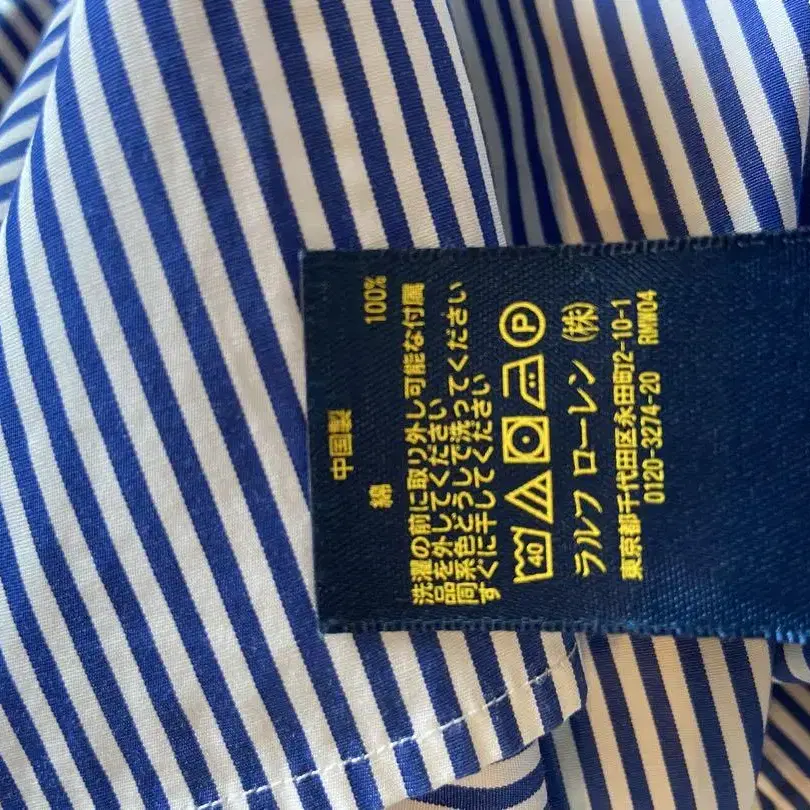 中国製
綿 100%
洗濯の前に取り外し可能な付属
品を外してください
同系色どうしで洗ってください
すぐに干してください
40 P
ラルフ ローレン (株)
東京都千代田区永田町2-10-1
0120-3274-20 RMW04